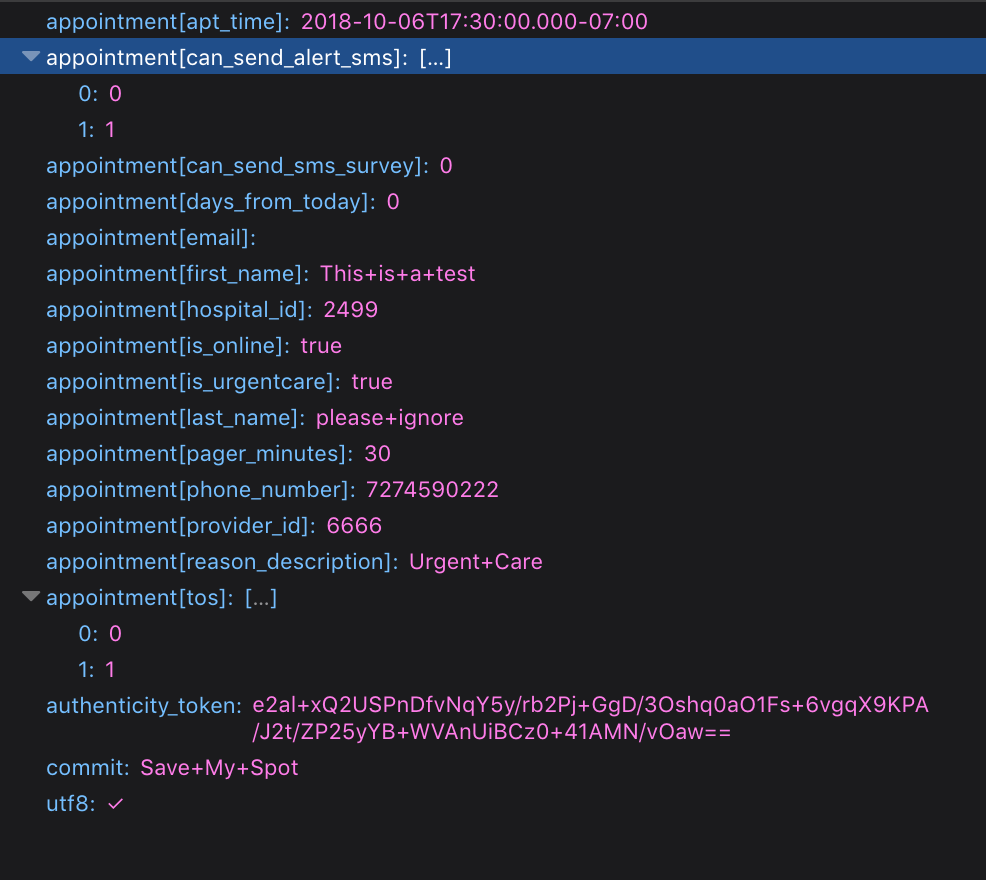 appointment[apt_time]: 2018-10-06T17:30:00.000-07:00
appointment[can_send_alert_sms]: […]
0: 0
1: 1
appointment[can_send_sms_survey]: 0
appointment[days_from_today]: 0
appointment[email]:
appointment[first_name]: This+is+a+test
appointment[hospital_id]: 2499
appointment[is_online]: true
appointment[is_urgentcare]: true
appointment[last_name]: please+ignore
appointment[pager_minutes]: 30
appointment[phone_number]: 7274590222
appointment[provider_id]: 6666
appointment[reason_description]: Urgent+Care
appointment[tos]: […]
0: 0
1: 1
authenticity_token: e2al+xQ2USPnDfvNqY5y/rb2Pj+GgD/3Oshq0aO1Fs+6vgqX9KPA
/J2t/ZP25yYB+WVAnUiBCz0+41AMN/vOaw==
commit: Save+My+Spot
utf8: ✓